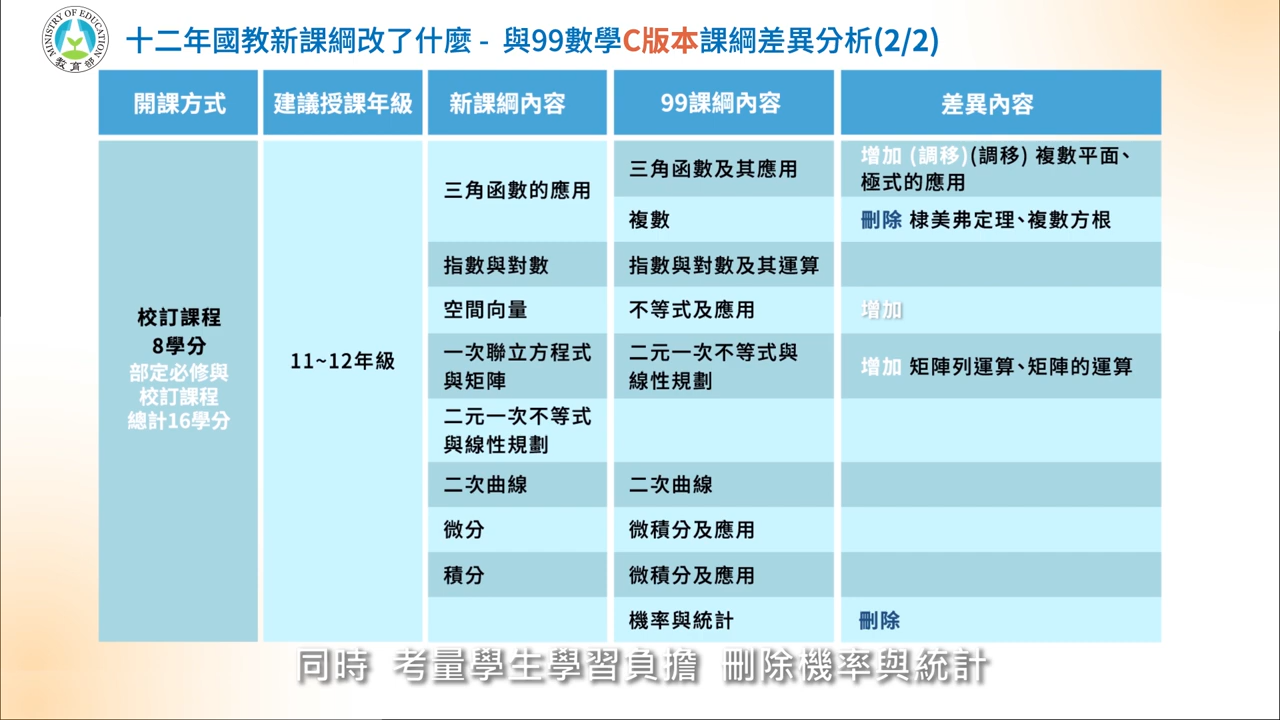 MINISTRY OF EDUCATION
教育部
十二年國教新課綱改了什麼 - 與99數學C版本課綱差異分析(2/2)
開課方式
建議授課年級
新課綱內容
99課綱內容
差異內容
校訂課程
8學分
部定必修與
校訂課程
總計16學分
11~12年級
三角函數的應用
三角函數及其應用
增加 (調移)(調移) 複數平面、
極式的應用
複數
刪除 棣美弗定理、複數方根
指數與對數
指數與對數及其運算
空間向量
不等式及應用
增加
一次聯立方程式
與矩陣
二元一次不等式與
線性規劃
增加 矩陣列運算、矩陣的運算
二元一次不等式
與線性規劃
二次曲線
二次曲線
微分
微積分及應用
積分
微積分及應用
機率與統計
刪除
同時 考量學生學習負擔 刪除機率與統計